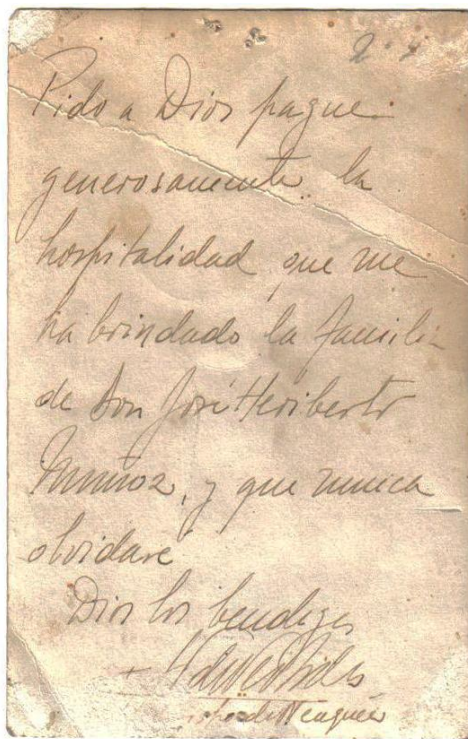 Pido a Dios pague
generosamente la
hospitalidad que me
ha brindado la familia
de Don José Heriberto
Muñoz, y que nunca
olvidaré
Dios los bendiga
+